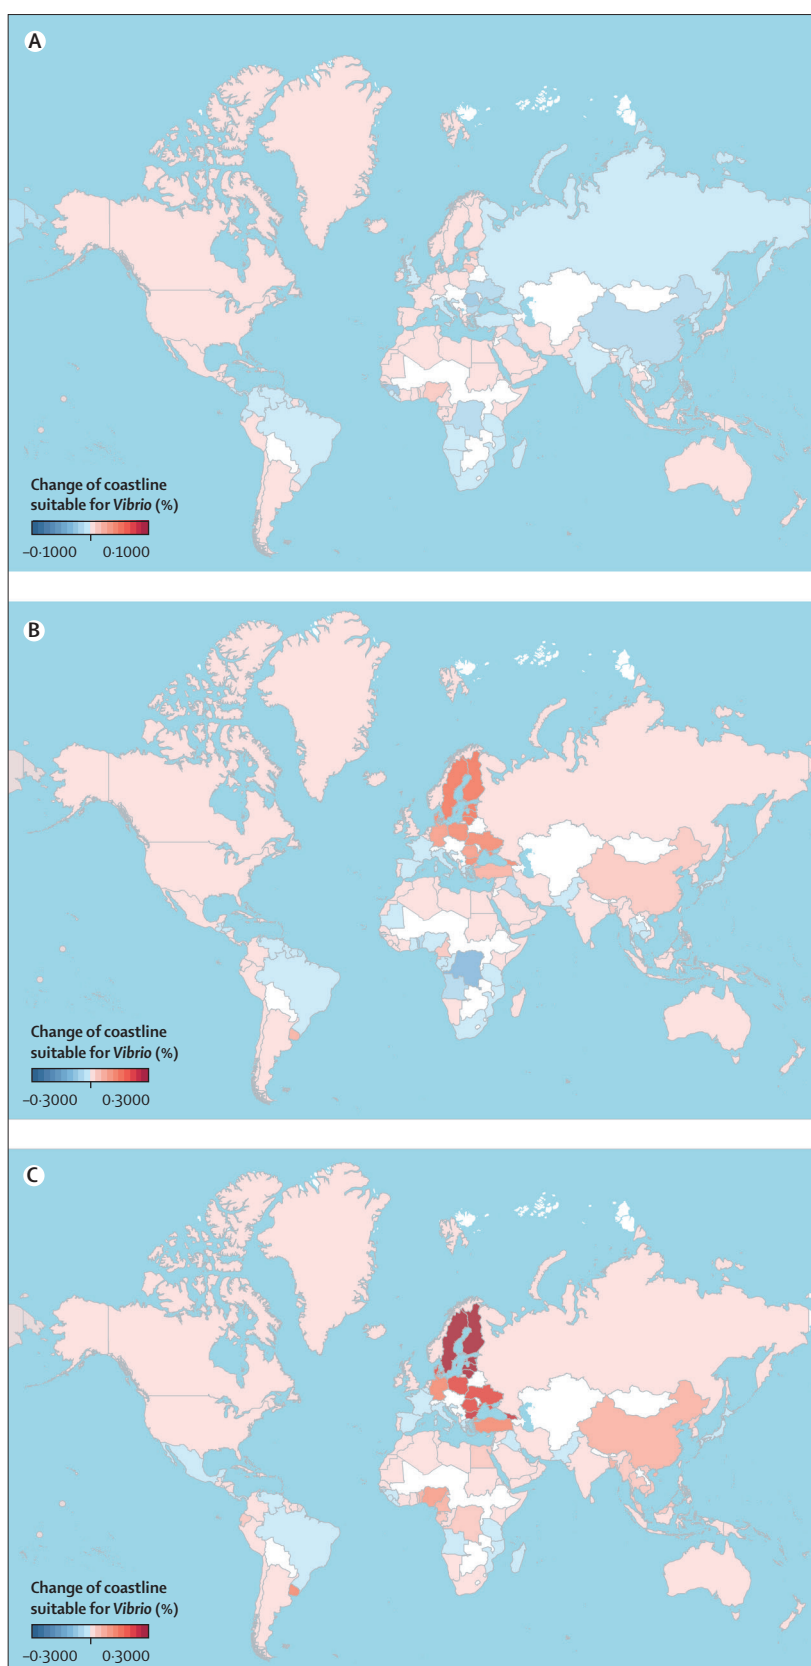 A
Change of coastline
suitable for Vibrio (%)
–0·1000 0·1000
B
Change of coastline
suitable for Vibrio (%)
–0·3000 0·3000
C
Change of coastline
suitable for Vibrio (%)
–0·3000 0·3000